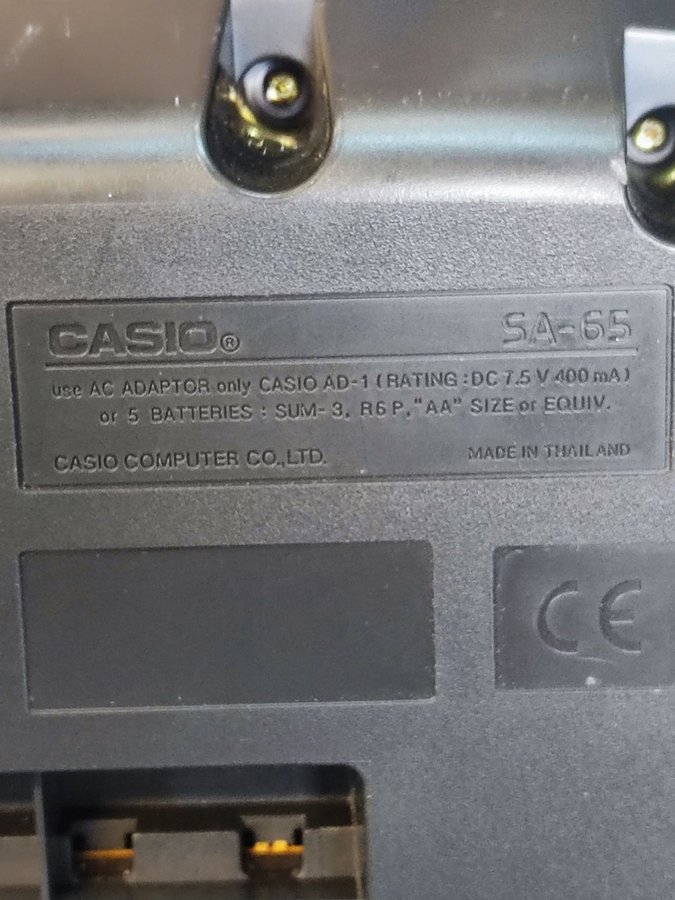 CASIO® SA-65
use AC ADAPTOR only CASIO AD-1 (RATING : DC 7.5 V 400 mA)
or 5 BATTERIES : SUM-3, R6P, "AA" SIZE or EQUIV.
CASIO COMPUTER CO.,LTD. MADE IN THAILAND
CE